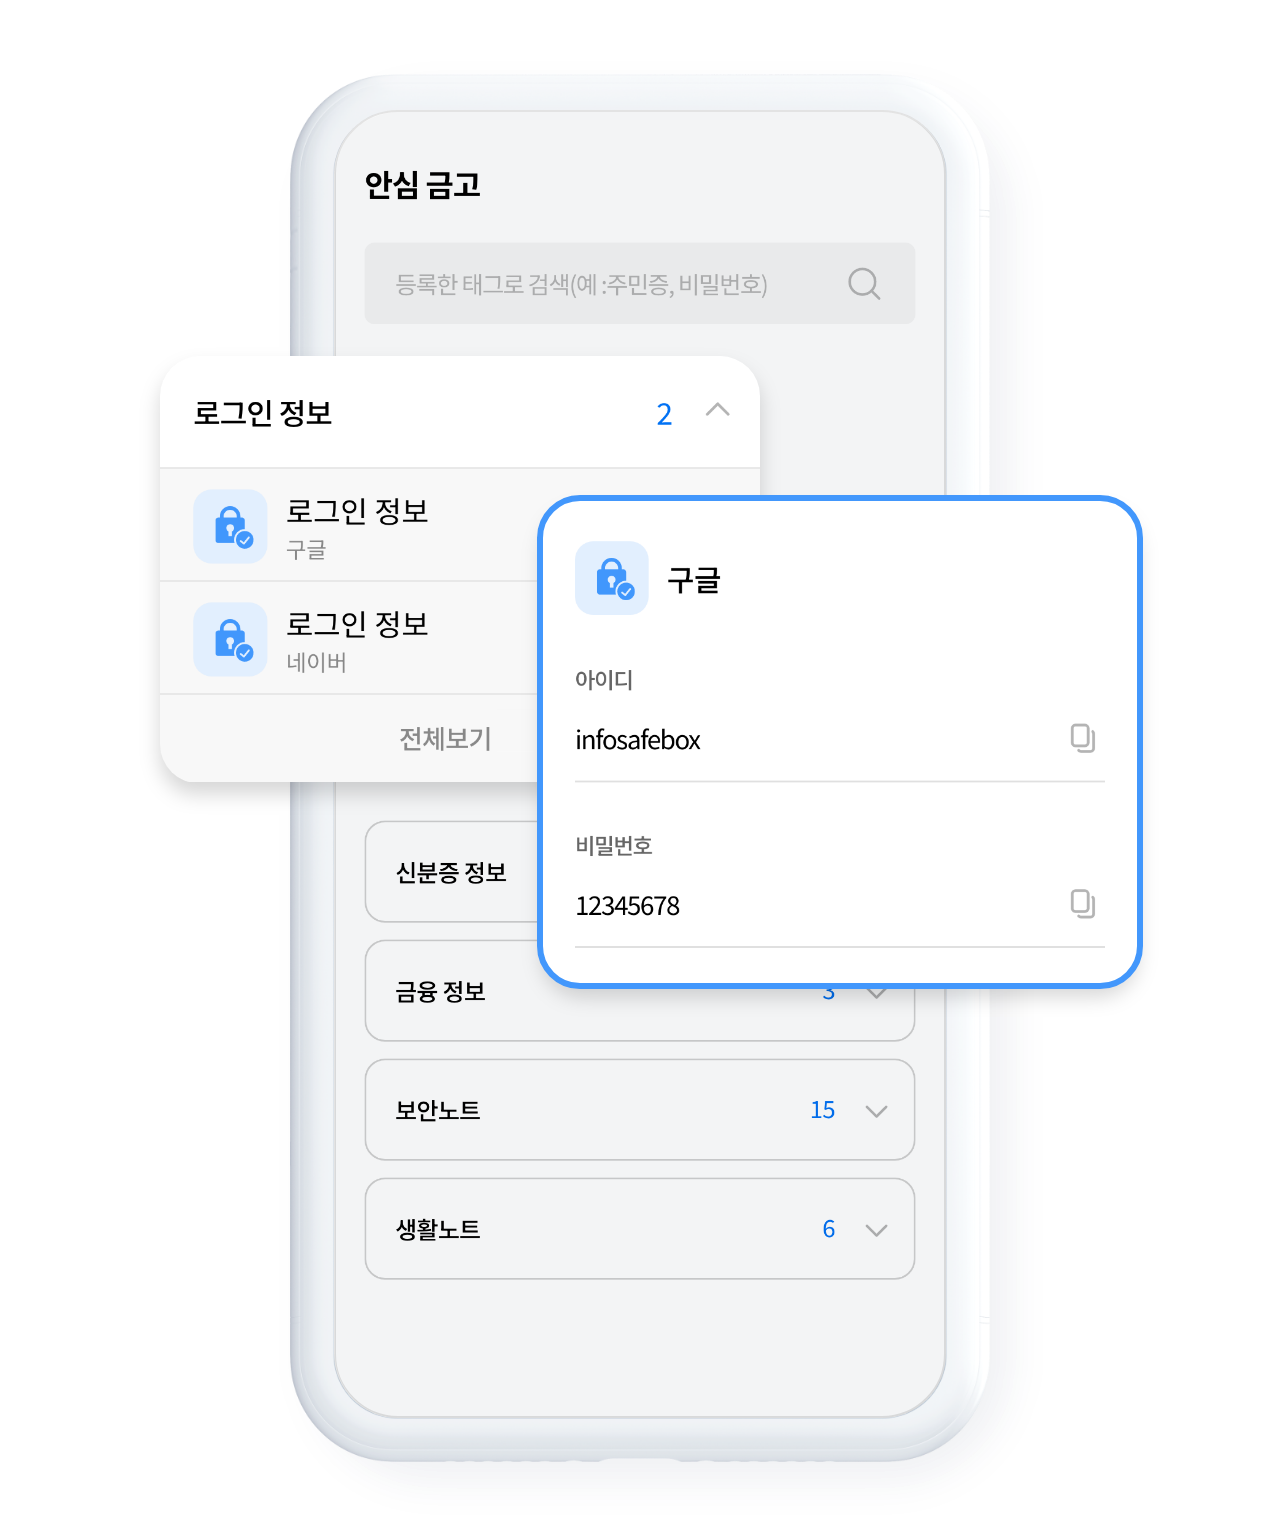 안심 금고
등록한 태그로 검색(예 :주민증, 비밀번호)
로그인 정보 2
로그인 정보
구글
로그인 정보
네이버
전체보기
구글
아이디
infosafebox
비밀번호
12345678
신분증 정보
금융 정보 3
보안노트 15
생활노트 6